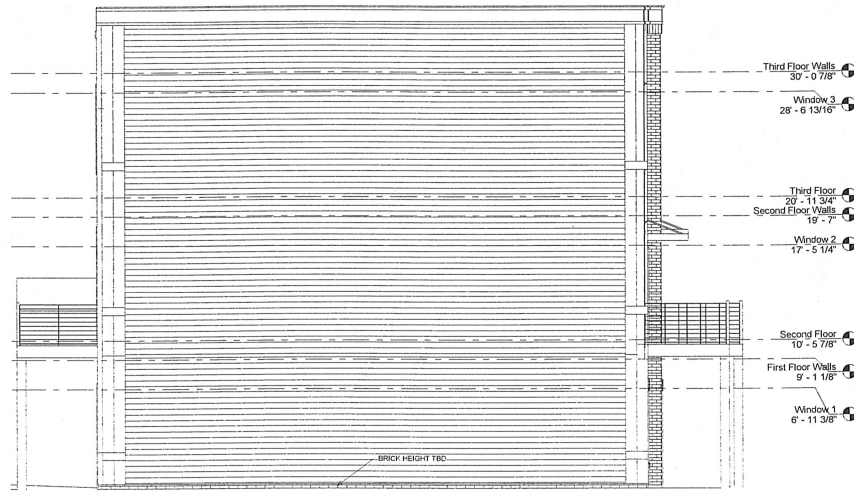 Third Floor Walls
30' - 0 7/8"
Window 3
28' - 6 13/16"
Third Floor
20' - 11 3/4"
Second Floor Walls
19' - 7"
Window 2
17' - 5 1/4"
Second Floor
10' - 5 7/8"
First Floor Walls
9' - 1 1/8"
Window 1
6' - 11 3/8"
BRICK HEIGHT TBD